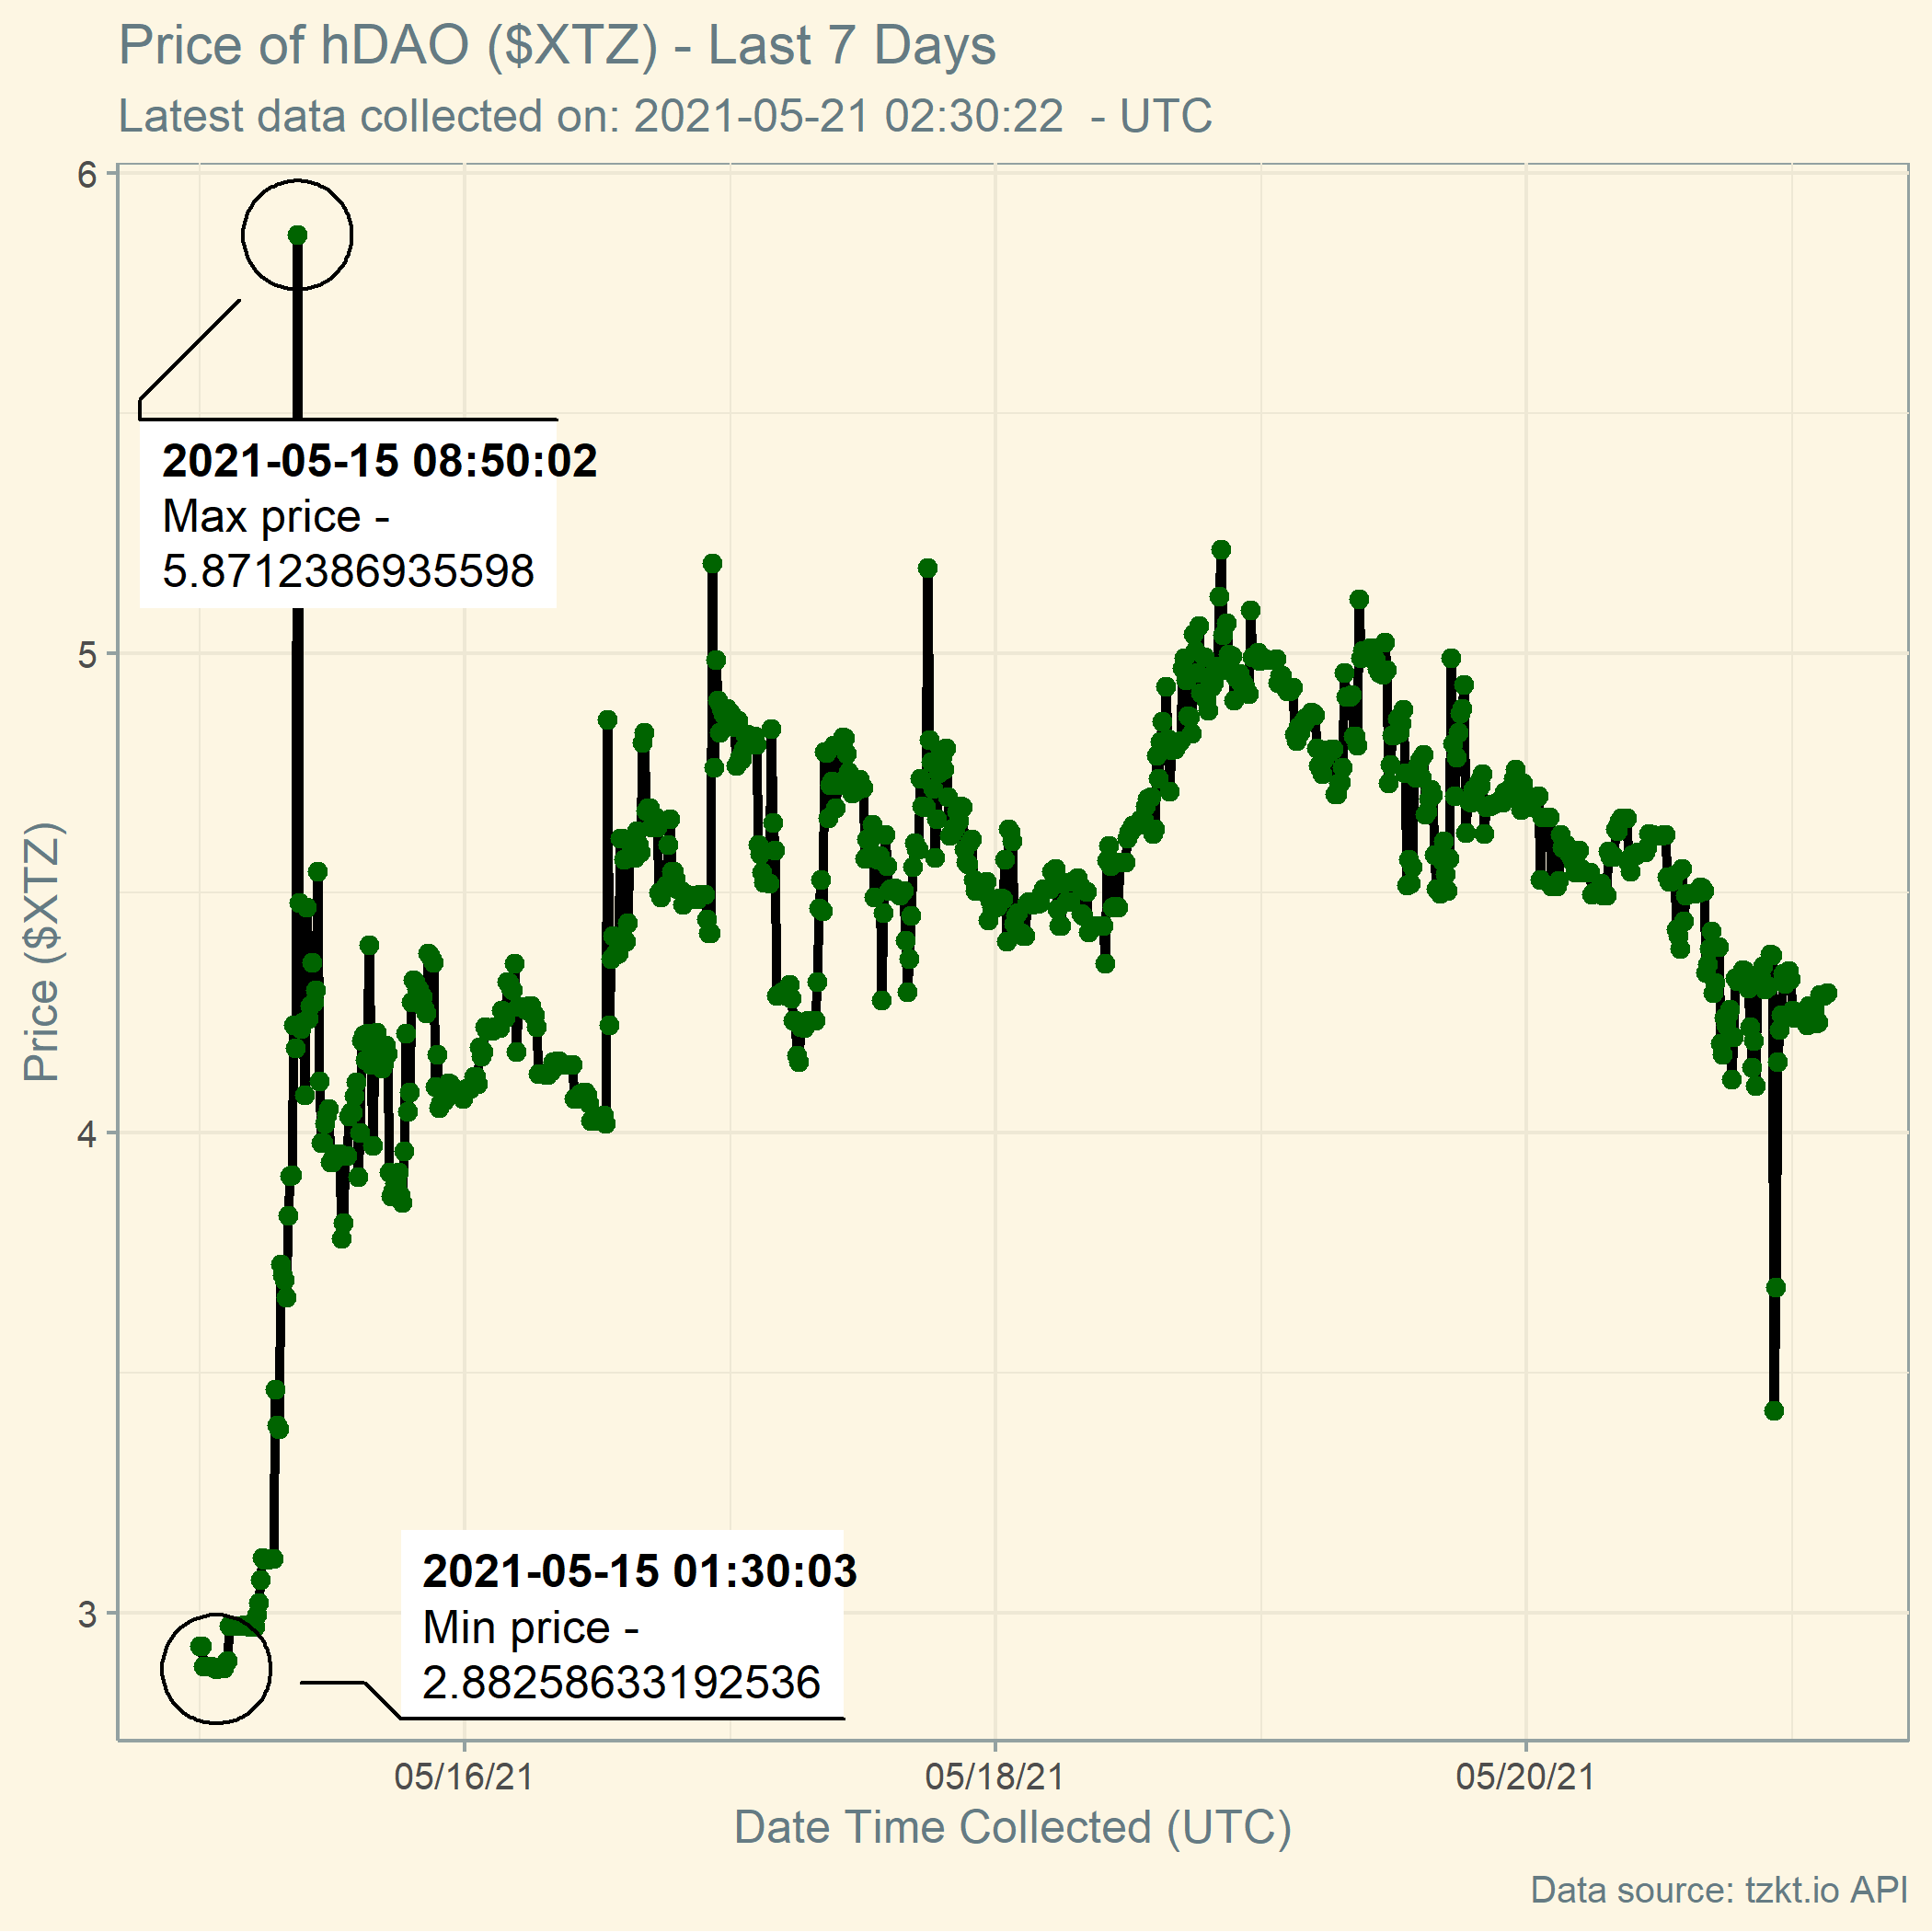 Price of hDAO ($XTZ) - Last 7 Days
Latest data collected on: 2021-05-21 02:30:22  - UTC
6
2021-05-15 08:50:02
Max price -
5.8712386935598
5
Price ($XTZ)
4
2021-05-15 01:30:03
Min price -
2.88258633192536
3
05/16/21
05/18/21
05/20/21
Date Time Collected (UTC)
Data source: tzkt.io API